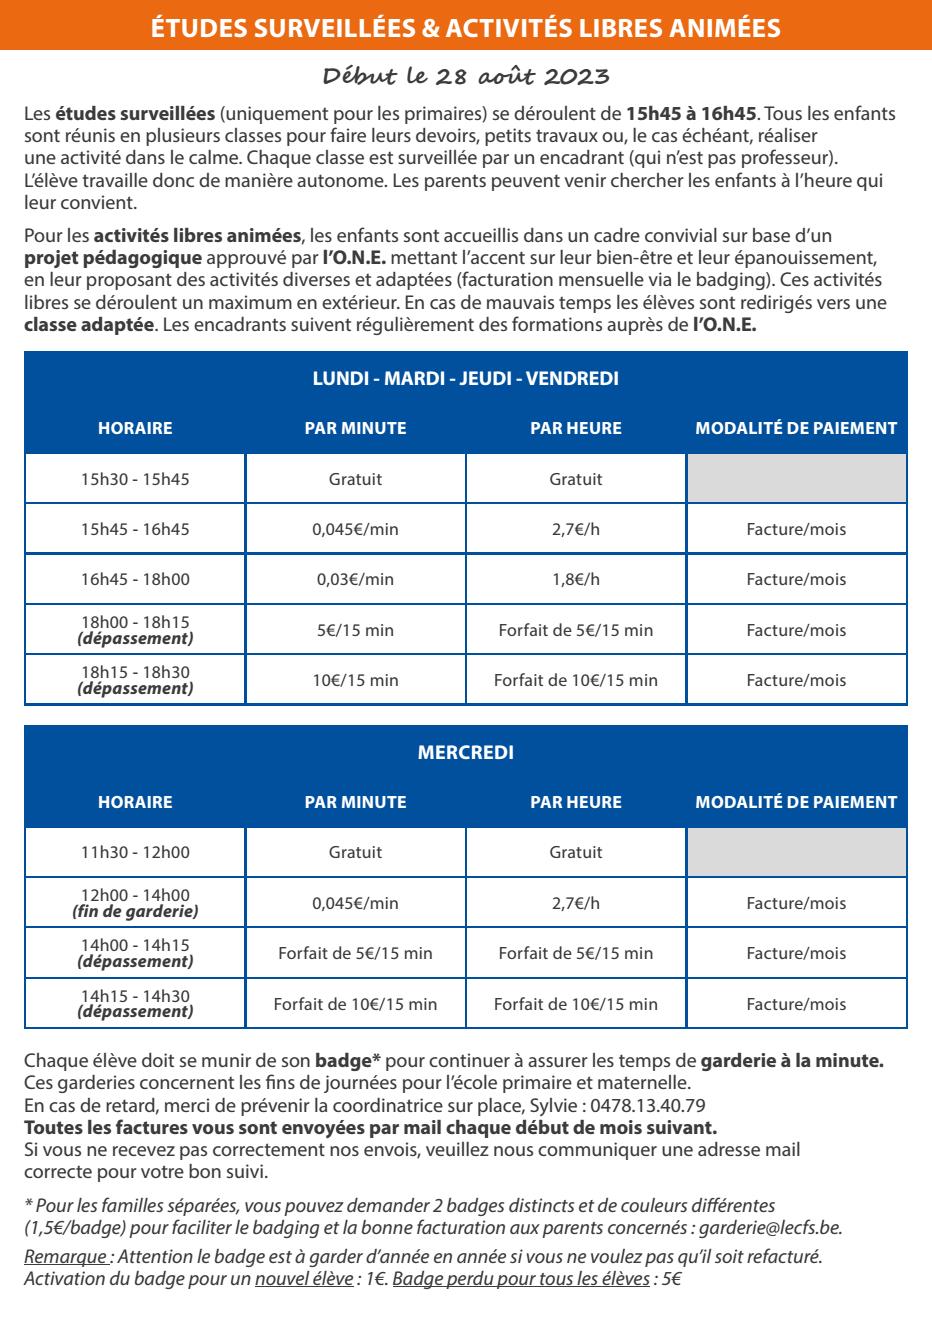 ÉTUDES SURVEILLÉES & ACTIVITÉS LIBRES ANIMÉES
Début le 28 août 2023
Les études surveillées (uniquement pour les primaires) se déroulent de 15h45 à 16h45. Tous les enfants
sont réunis en plusieurs classes pour faire leurs devoirs, petits travaux ou, le cas échéant, réaliser
une activité dans le calme. Chaque classe est surveillée par un encadrant (qui n’est pas professeur).
L’élève travaille donc de manière autonome. Les parents peuvent venir chercher les enfants à l’heure qui
leur convient.
Pour les activités libres animées, les enfants sont accueillis dans un cadre convivial sur base d’un
projet pédagogique approuvé par l’O.N.E. mettant l’accent sur leur bien-être et leur épanouissement,
en leur proposant des activités diverses et adaptées (facturation mensuelle via le badging). Ces activités
libres se déroulent un maximum en extérieur. En cas de mauvais temps les élèves sont redirigés vers une
classe adaptée. Les encadrants suivent régulièrement des formations auprès de l’O.N.E.
LUNDI - MARDI - JEUDI - VENDREDI
HORAIRE PAR MINUTE PAR HEURE MODALITÉ DE PAIEMENT
15h30 - 15h45 Gratuit Gratuit
15h45 - 16h45 0,045€/min 2,7€/h Facture/mois
16h45 - 18h00 0,03€/min 1,8€/h Facture/mois
18h00 - 18h15
(dépassement) 5€/15 min Forfait de 5€/15 min Facture/mois
18h15 - 18h30
(dépassement) 10€/15 min Forfait de 10€/15 min Facture/mois
MERCREDI
HORAIRE PAR MINUTE PAR HEURE MODALITÉ DE PAIEMENT
11h30 - 12h00 Gratuit Gratuit
12h00 - 14h00
(fin de garderie) 0,045€/min 2,7€/h Facture/mois
14h00 - 14h15
(dépassement) Forfait de 5€/15 min Forfait de 5€/15 min Facture/mois
14h15 - 14h30
(dépassement) Forfait de 10€/15 min Forfait de 10€/15 min Facture/mois
Chaque élève doit se munir de son badge* pour continuer à assurer les temps de garderie à la minute.
Ces garderies concernent les fins de journées pour l’école primaire et maternelle.
En cas de retard, merci de prévenir la coordinatrice sur place, Sylvie : 0478.13.40.79
Toutes les factures vous sont envoyées par mail chaque début de mois suivant.
Si vous ne recevez pas correctement nos envois, veuillez nous communiquer une adresse mail
correcte pour votre bon suivi.
* Pour les familles séparées, vous pouvez demander 2 badges distincts et de couleurs différentes
(1,5€/badge) pour faciliter le badging et la bonne facturation aux parents concernés : garderie@lecfs.be.
Remarque : Attention le badge est à garder d’année en année si vous ne voulez pas qu’il soit refacturé.
Activation du badge pour un nouvel élève : 1€. Badge perdu pour tous les élèves : 5€